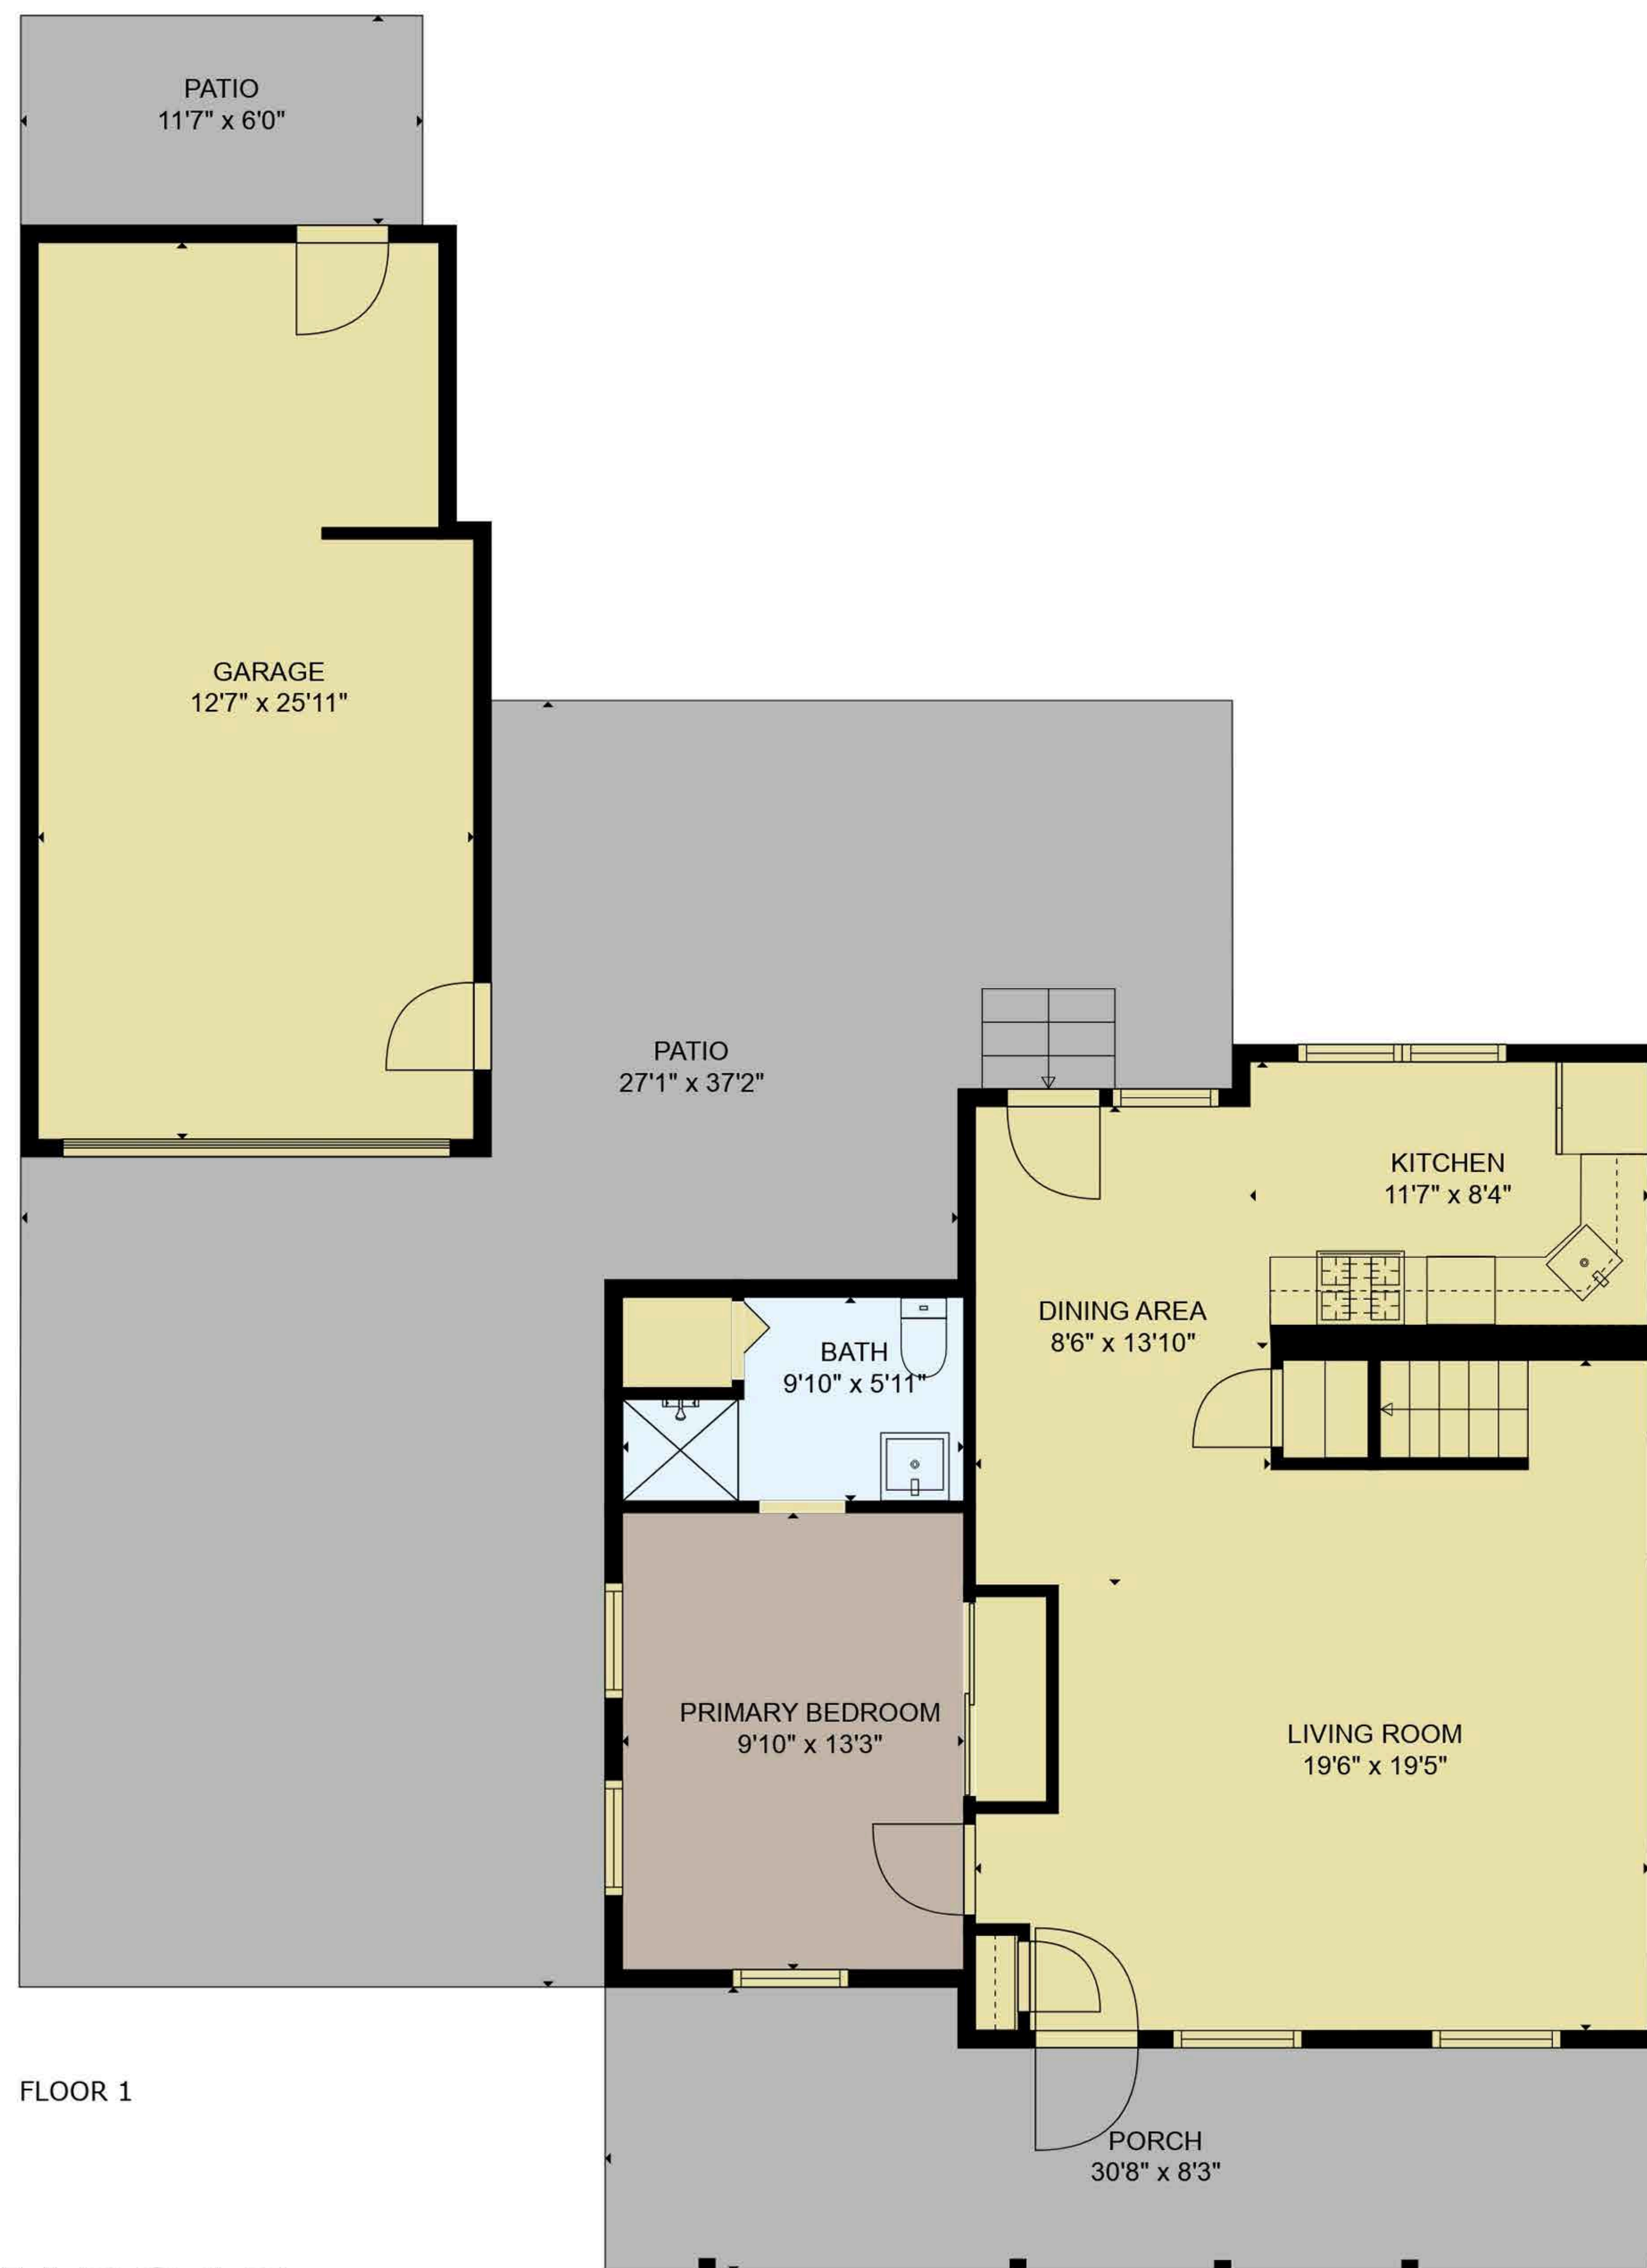 PATIO
11'7" x 6'0"
GARAGE
12'7" x 25'11"
PATIO
27'1" x 37'2"
KITCHEN
11'7" x 8'4"
DINING AREA
8'6" x 13'10"
BATH
9'10" x 5'11"
PRIMARY BEDROOM
9'10" x 13'3"
LIVING ROOM
19'6" x 19'5"
FLOOR 1
PORCH
30'8" x 8'3"